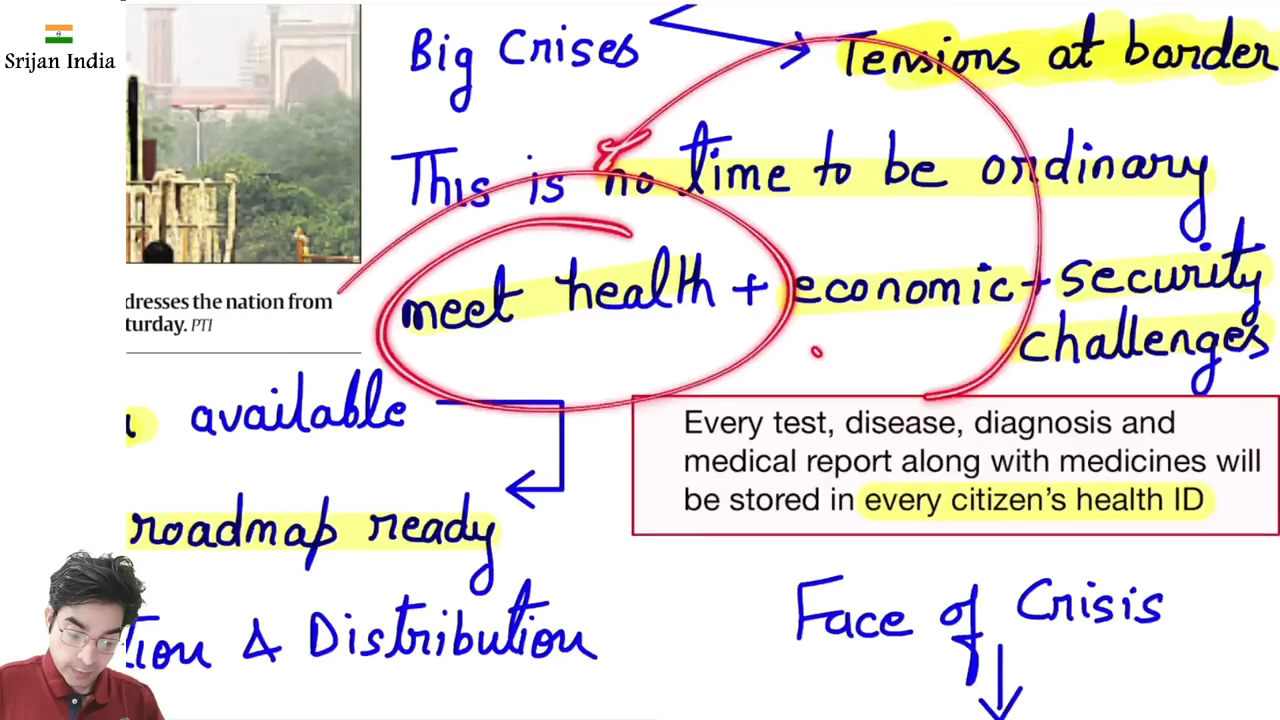 Srijan India
Big Crises
Tensions at border
This is no time to be ordinary
meet health + economic + security
challenges
dresses the nation from
turday. PTI
available
Every test, disease, diagnosis and
medical report along with medicines will
be stored in every citizen's health ID
roadmap ready
tion & Distribution
Face of Crisis